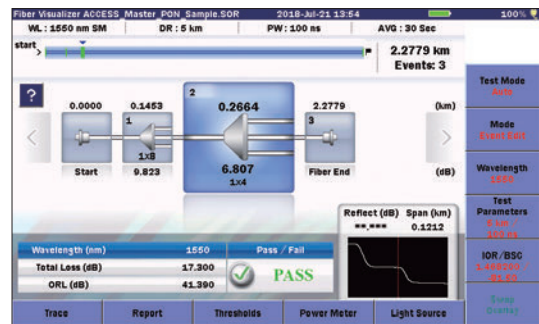 Fiber Visualizer ACCESS_Master_PON_Sample.SOR 2018-Jul-21 13:54 100%
WL : 1550 nm SM DR : 5 km PW : 100 ns AVG : 30 Sec
start
2.2779 km
Events: 3
?
0.0000 0.1453 2 0.2664 2.2779 (km)
1 3
1x8
Start 9.823 6.807 Fiber End (dB)
1x4
Reflect (dB) Span (km)
**.*** 0.1212
Wavelength (nm) 1550 Pass / Fail
Total Loss (dB) 17.300
PASS
ORL (dB) 41.390
Trace Report Thresholds Power Meter Light Source
Test Mode
Auto
Mode
Wavelength
Test
Parameters
IOR/BSC